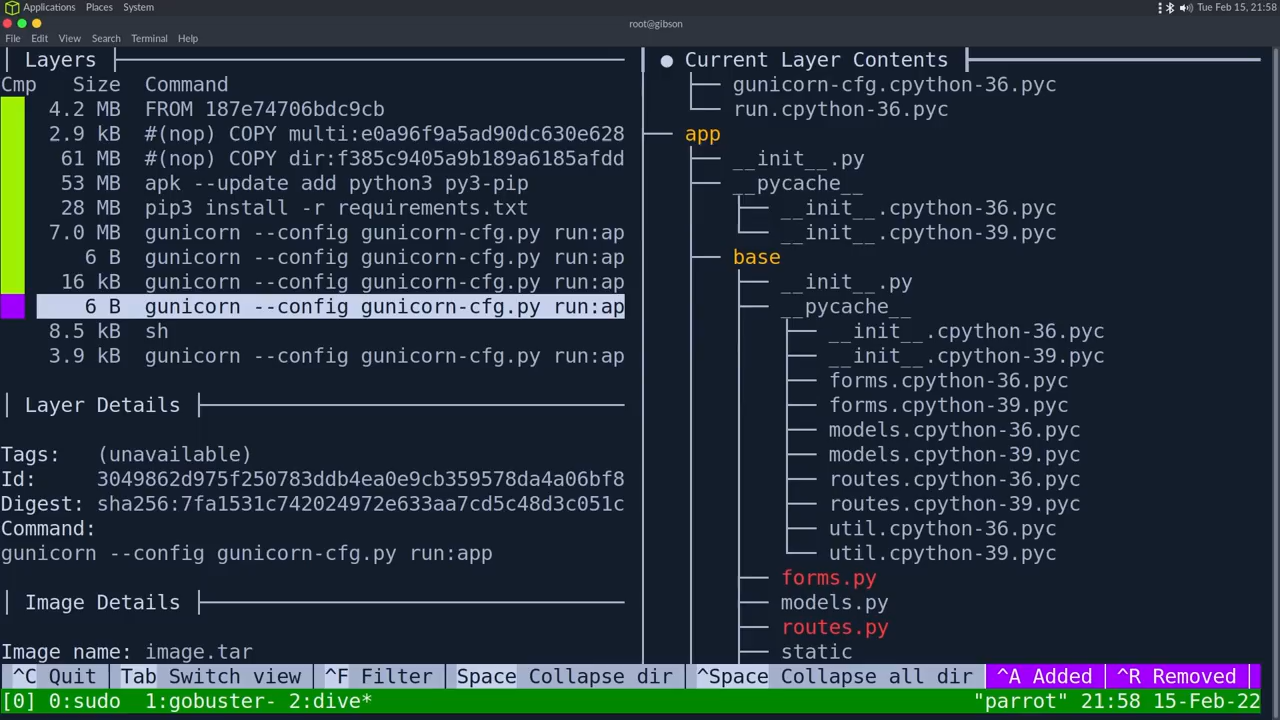 Applications Places System Tue Feb 15, 21:58
root@gibson
File Edit View Search Terminal Help
Layers
Cmp Size Command
4.2 MB FROM 187e74706bdc9cb
2.9 kB #(nop) COPY multi:e0a96f9a5ad90dc630e628
61 MB #(nop) COPY dir:f385c9405a9b189a6185afdd
53 MB apk --update add python3 py3-pip
28 MB pip3 install -r requirements.txt
7.0 MB gunicorn --config gunicorn-cfg.py run:ap
6 B gunicorn --config gunicorn-cfg.py run:ap
16 kB gunicorn --config gunicorn-cfg.py run:ap
6 B gunicorn --config gunicorn-cfg.py run:ap
8.5 kB sh
3.9 kB gunicorn --config gunicorn-cfg.py run:ap
Layer Details
Tags: (unavailable)
Id: 3049862d975f250783ddb4ea0e9cb359578da4a06bf8
Digest: sha256:7fa1531c742024972e633aa7cd5c48d3c051c
Command:
gunicorn --config gunicorn-cfg.py run:app
Image Details
Image name: image.tar
Current Layer Contents
gunicorn-cfg.cpython-36.pyc
run.cpython-36.pyc
app
__init__.py
__pycache__
__init__.cpython-36.pyc
__init__.cpython-39.pyc
base
__init__.py
__pycache__
__init__.cpython-36.pyc
__init__.cpython-39.pyc
forms.cpython-36.pyc
forms.cpython-39.pyc
models.cpython-36.pyc
models.cpython-39.pyc
routes.cpython-36.pyc
routes.cpython-39.pyc
util.cpython-36.pyc
util.cpython-39.pyc
forms.py
models.py
routes.py
static
^C Quit Tab Switch view ^F Filter Space Collapse dir ^Space Collapse all dir ^A Added ^R Removed
[0] 0:sudo 1:gobuster- 2:dive* "parrot" 21:58 15-Feb-22